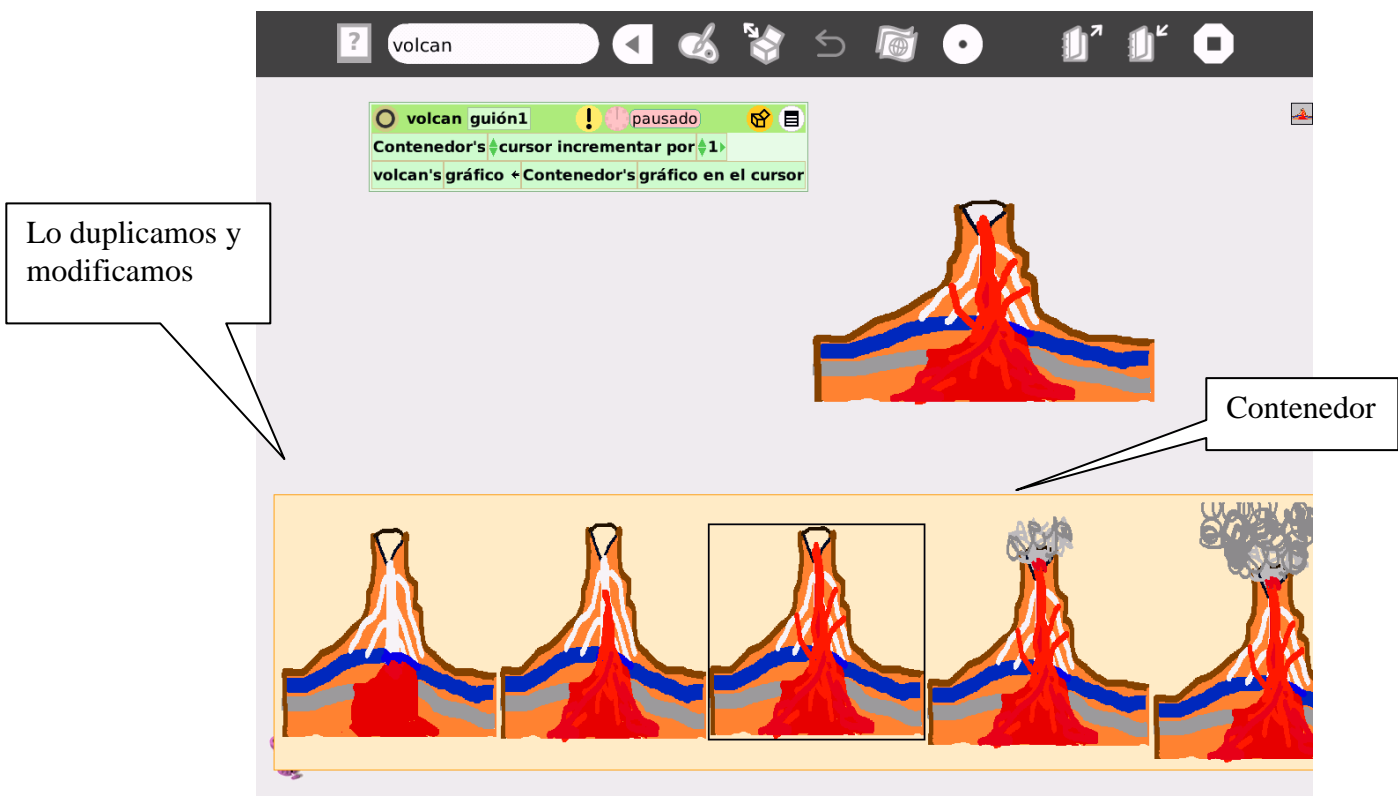 ?
volcan
volcan guión1 ! pausado
Contenedor's cursor incrementar por 1
volcan's gráfico Contenedor's gráfico en el cursor
Lo duplicamos y
modificamos
Contenedor